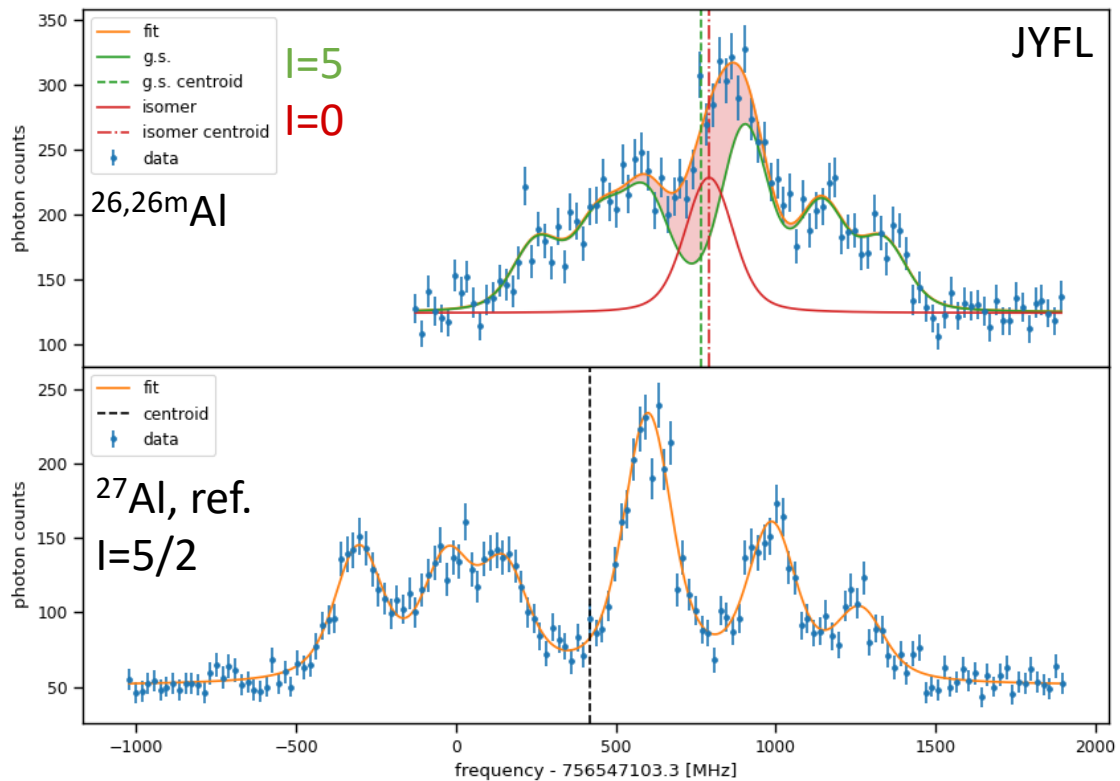 350
300
250
200
150
100
photon counts
fit
g.s.
g.s. centroid
isomer
isomer centroid
data
I=5
I=0
JYFL
²⁶,²⁶ᵐAl
250
200
150
100
50
photon counts
fit
centroid
data
²⁷Al, ref.
I=5/2
−1000
−500
0
500
1000
1500
2000
frequency - 756547103.3 [MHz]